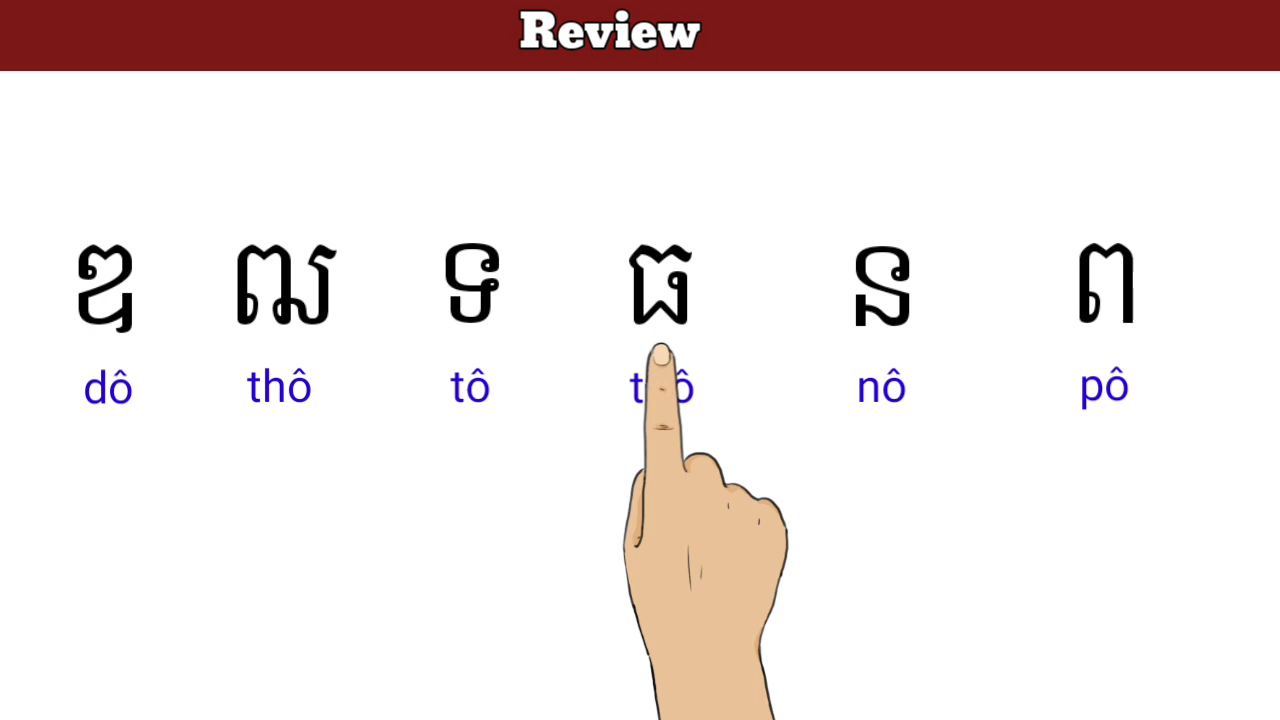 Review
ឌ ឍ ទ ធ ន ព
dô thô tô nô pô